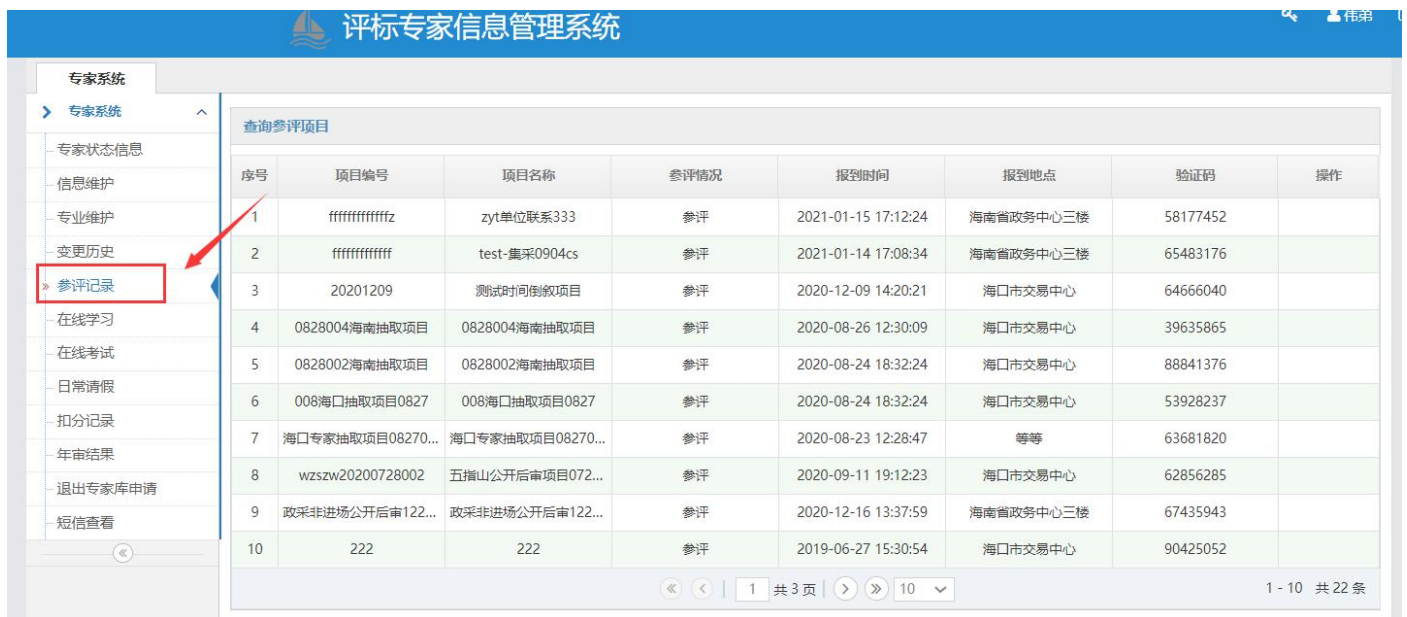 评标专家信息管理系统
伟弟
专家系统
专家系统
专家状态信息
信息维护
专业维护
变更历史
参评记录
在线学习
在线考试
日常请假
扣分记录
年审结果
退出专家库申请
短信查看
查询参评项目
序号 项目编号 项目名称 参评情况 报到时间 报到地点 验证码 操作
1 fffffffffffffz zyt单位联系333 参评 2021-01-15 17:12:24 海南省政务中心三楼 58177452
2 fffffffffffff test-集采0904cs 参评 2021-01-14 17:08:34 海南省政务中心三楼 65483176
3 20201209 测试时间倒叙项目 参评 2020-12-09 14:20:21 海口市交易中心 64666040
4 0828004海南抽取项目 0828004海南抽取项目 参评 2020-08-26 12:30:09 海口市交易中心 39635865
5 0828002海南抽取项目 0828002海南抽取项目 参评 2020-08-24 18:32:24 海口市交易中心 88841376
6 008海口抽取项目0827 008海口抽取项目0827 参评 2020-08-24 18:32:24 海口市交易中心 53928237
7 海口专家抽取项目08270... 海口专家抽取项目08270... 参评 2020-08-23 12:28:47 等等 63681820
8 wzszw20200728002 五指山公开后审项目072... 参评 2020-09-11 19:12:23 海口市交易中心 62856285
9 政采非进场公开后审122... 政采非进场公开后审122... 参评 2020-12-16 13:37:59 海南省政务中心三楼 67435943
10 222 222 参评 2019-06-27 15:30:54 海口市交易中心 90425052
1 共3页 10 1 - 10 共22条